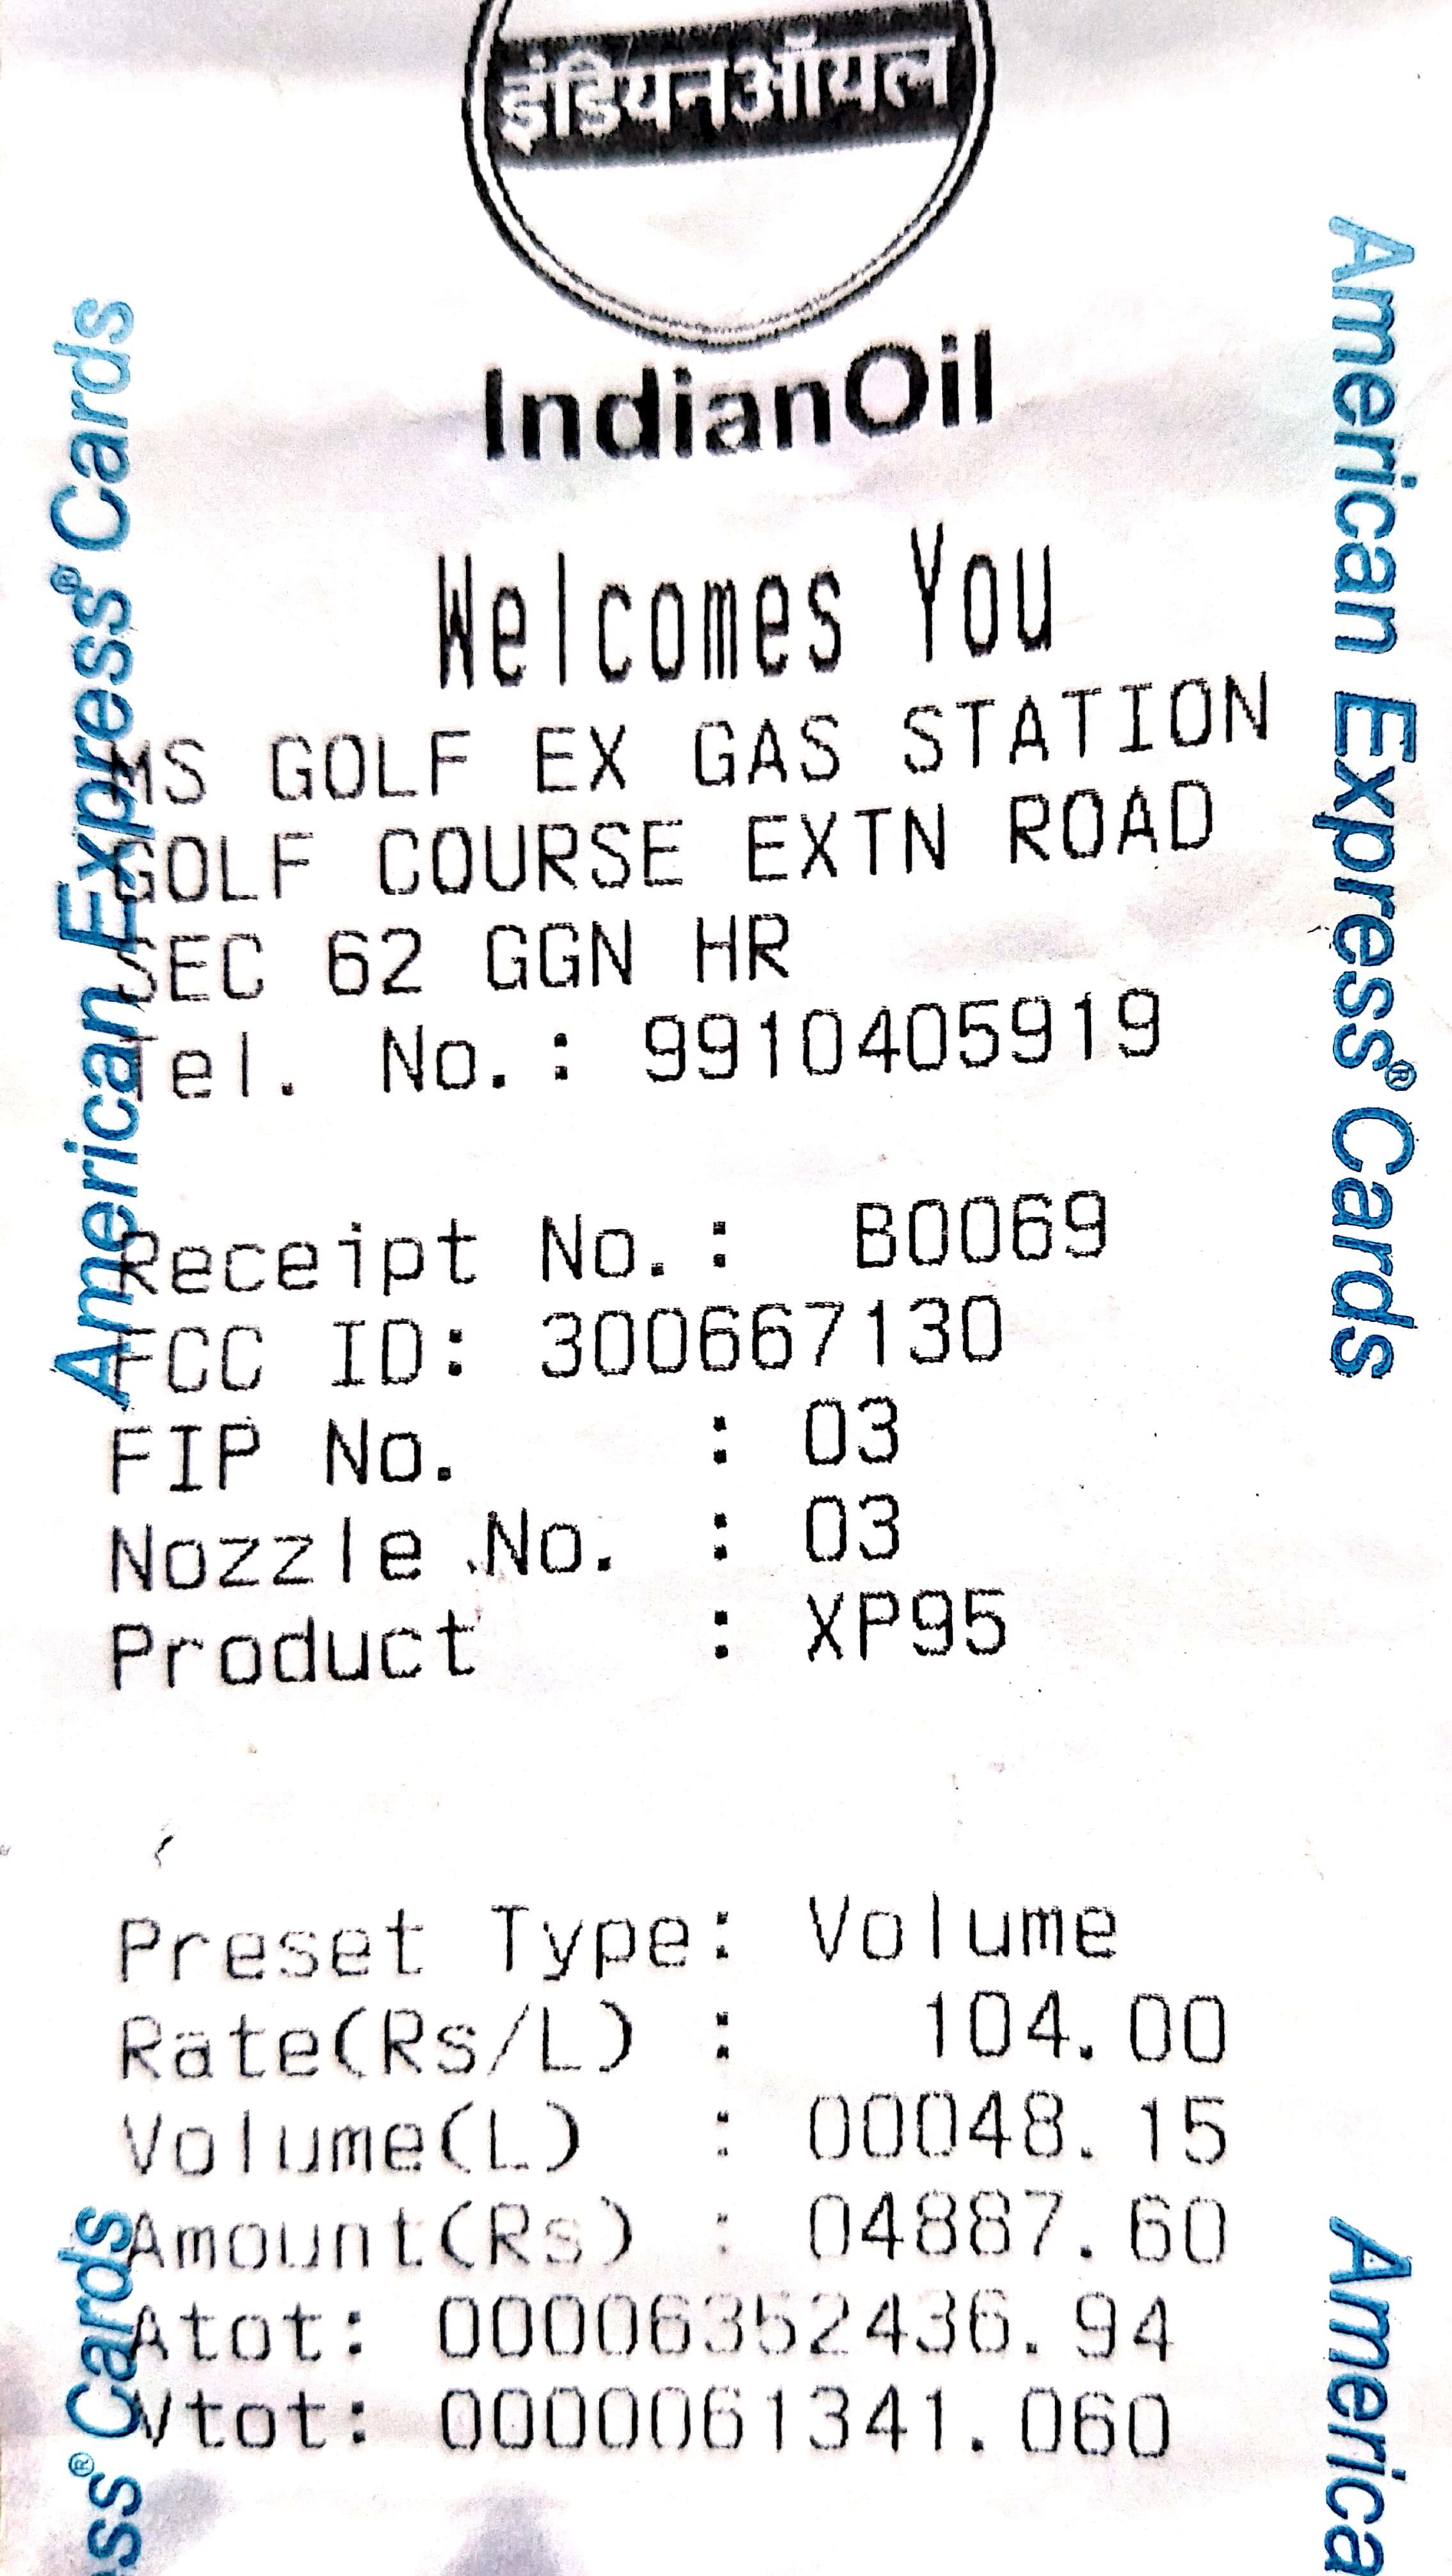 इंडियनऑयल
IndianOil
Welcomes You
MS GOLF EX GAS STATION
GOLF COURSE EXTN ROAD
SEC 62 GGN HR
Tel. No.: 9910405919
Receipt No.: B0069
FCC ID: 300667130
FIP No. : 03
Nozzle No. : 03
Product : XP95
Preset Type: Volume
Rate(Rs/L) : 104.00
Volume(L) : 00048.15
Amount(Rs) : 04887.60
Atot: 00006352436.94
Vtot: 0000061341.060
American Express® Cards
ss® Cards
American Express® Cards
America